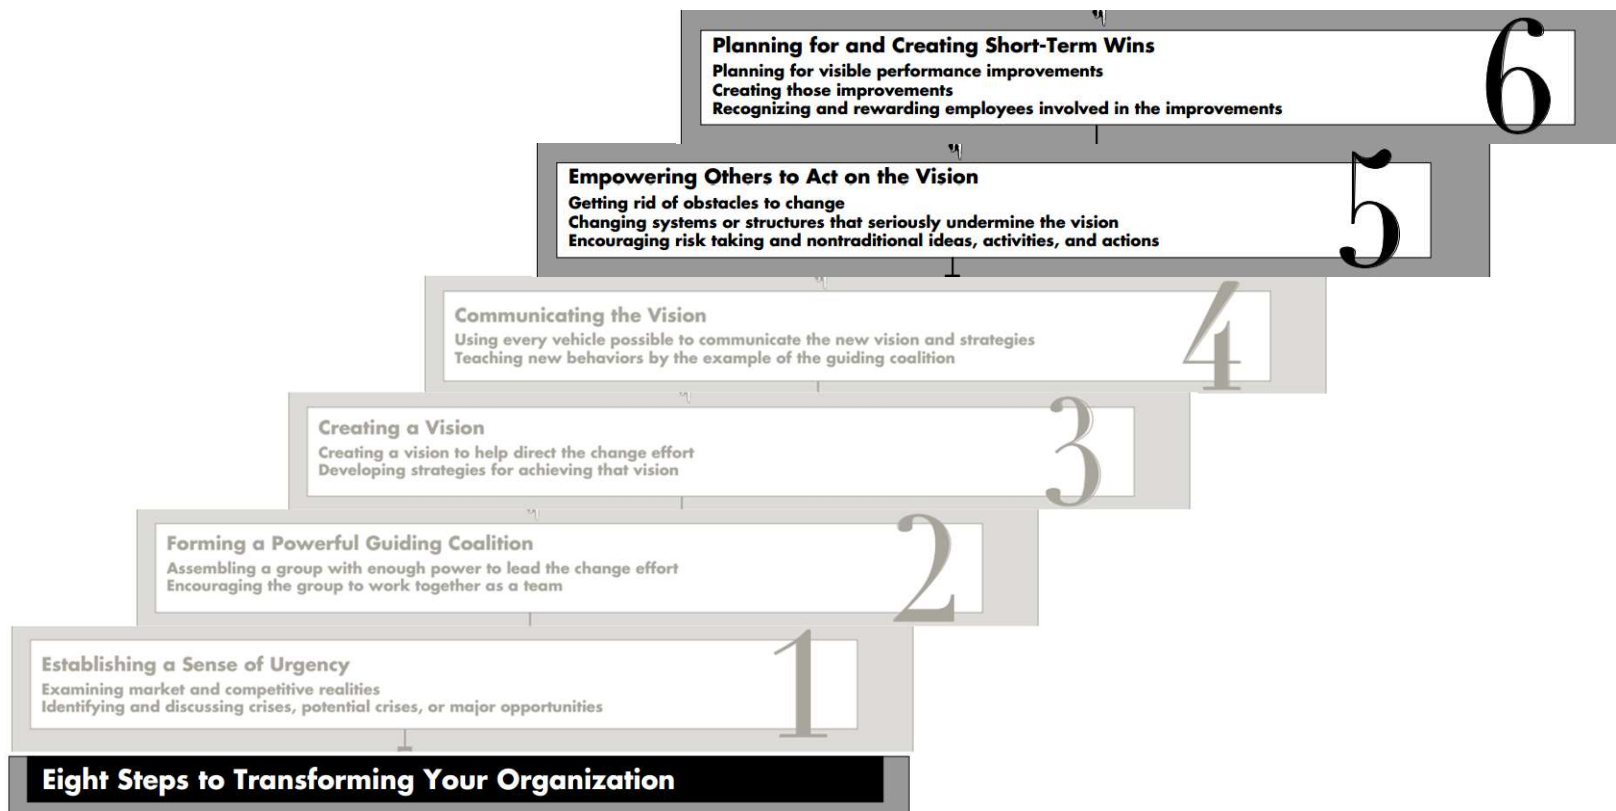 Planning for and Creating Short-Term Wins
Planning for visible performance improvements
Creating those improvements
Recognizing and rewarding employees involved in the improvements
6
Empowering Others to Act on the Vision
Getting rid of obstacles to change
Changing systems or structures that seriously undermine the vision
Encouraging risk taking and nontraditional ideas, activities, and actions
5
Communicating the Vision
Using every vehicle possible to communicate the new vision and strategies
Teaching new behaviors by the example of the guiding coalition
4
Creating a Vision
Creating a vision to help direct the change effort
Developing strategies for achieving that vision
3
Forming a Powerful Guiding Coalition
Assembling a group with enough power to lead the change effort
Encouraging the group to work together as a team
2
Establishing a Sense of Urgency
Examining market and competitive realities
Identifying and discussing crises, potential crises, or major opportunities
1
Eight Steps to Transforming Your Organization